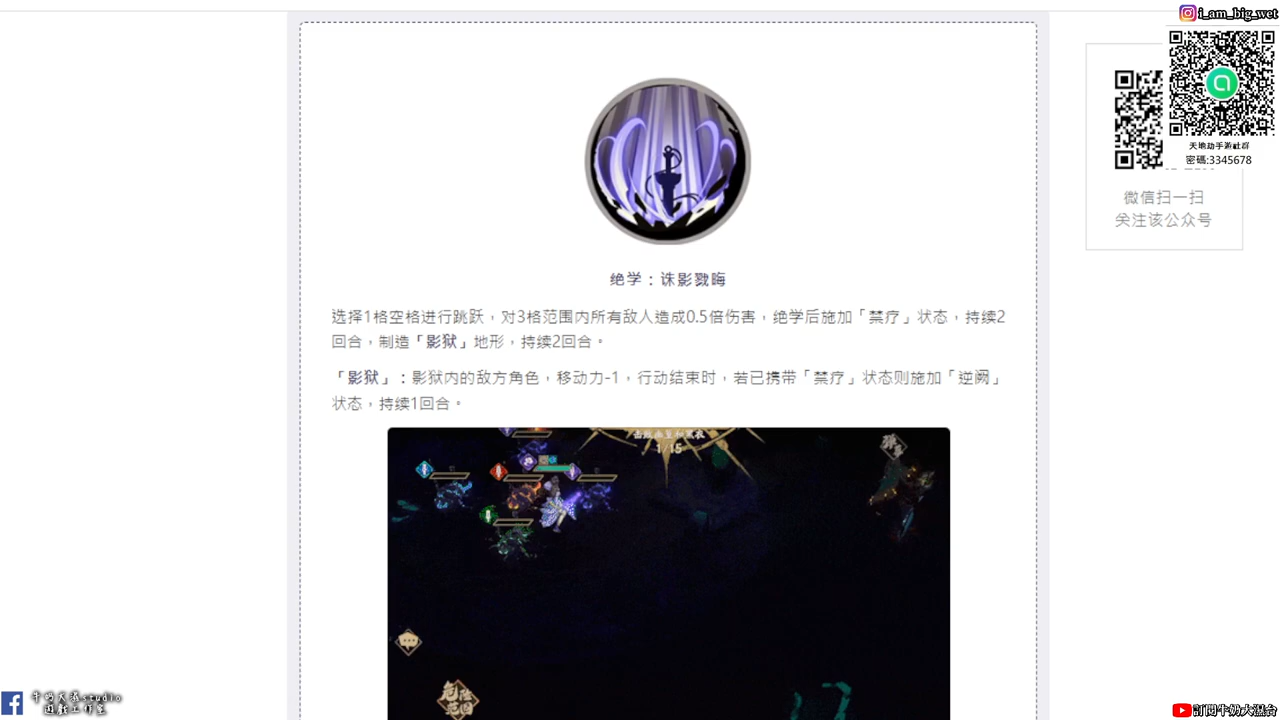 i_am_big_wet
天地劫手游社群
密碼:3345678
微信扫一扫
关注该公众号
绝学：诛影戮晦
选择1格空格进行跳跃，对3格范围内所有敌人造成0.5倍伤害，绝学后施加「禁疗」状态，持续2
回合，制造「影狱」地形，持续2回合。
「影狱」：影狱内的敌方角色，移动力-1，行动结束时，若已携带「禁疗」状态则施加「逆阙」
状态，持续1回合。
1/15
危险
范围
牛奶大濕studio
遊戲工作室
訂閱牛奶大濕台